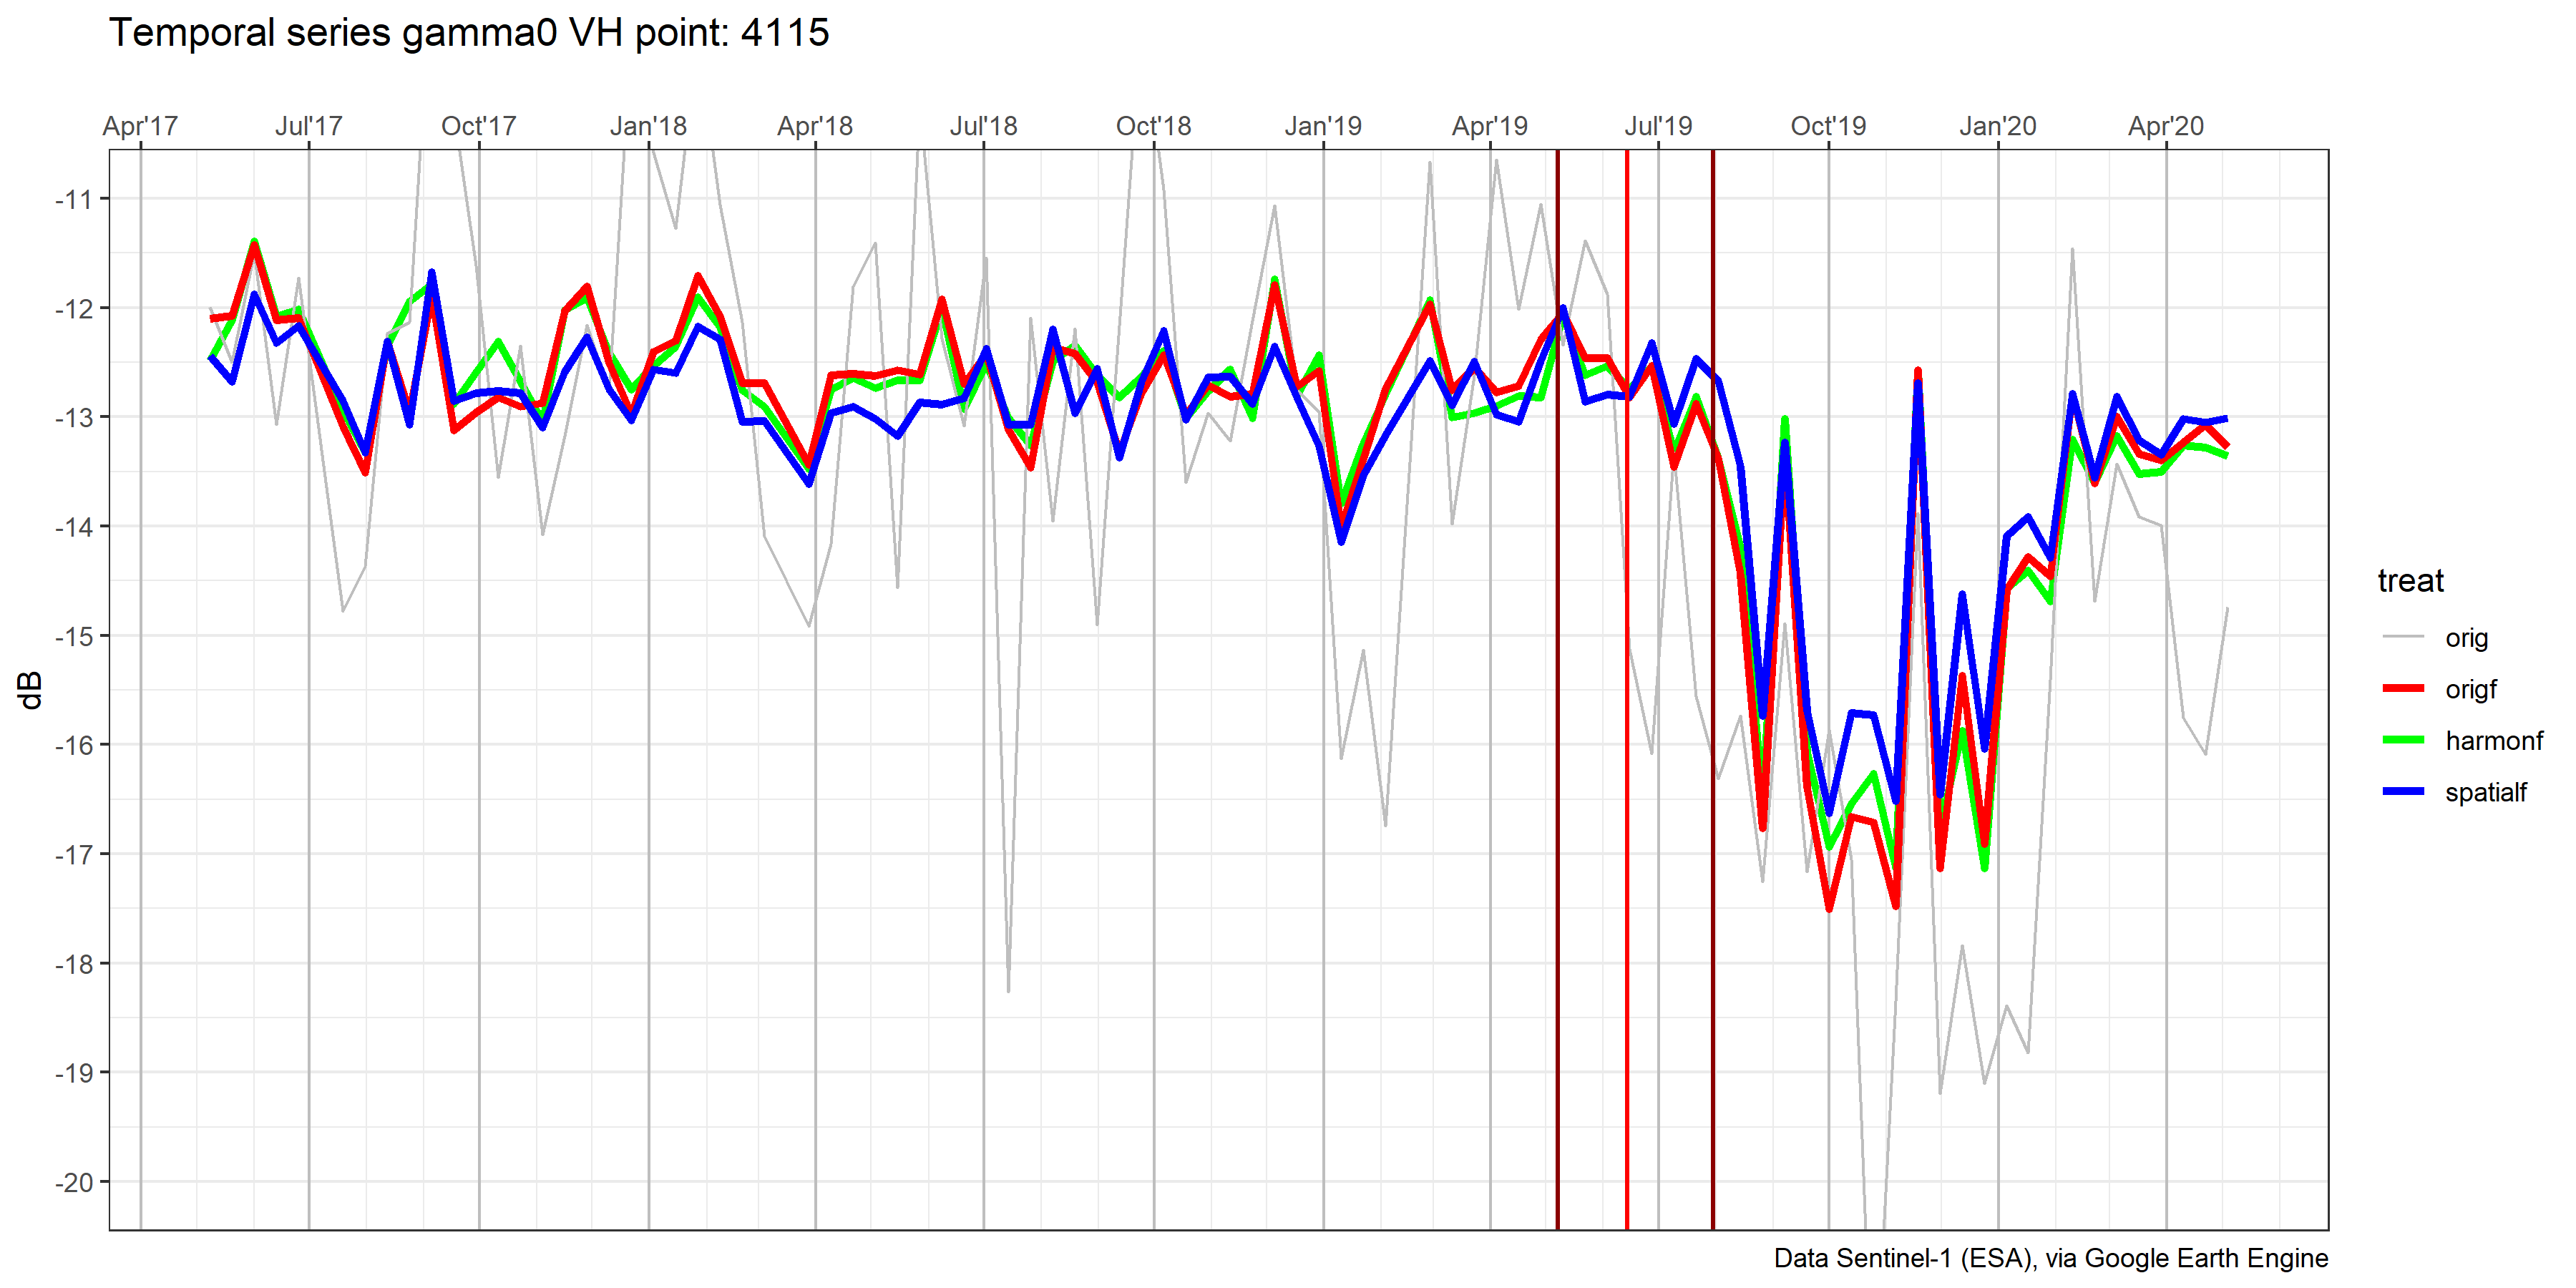 Temporal series gamma0 VH point: 4115
Apr'17 Jul'17 Oct'17 Jan'18 Apr'18 Jul'18 Oct'18 Jan'19 Apr'19 Jul'19 Oct'19 Jan'20 Apr'20
-11
-12
-13
-14
-15
-16
-17
-18
-19
-20
dB
treat
orig
origf
harmonf
spatialf
Data Sentinel-1 (ESA), via Google Earth Engine